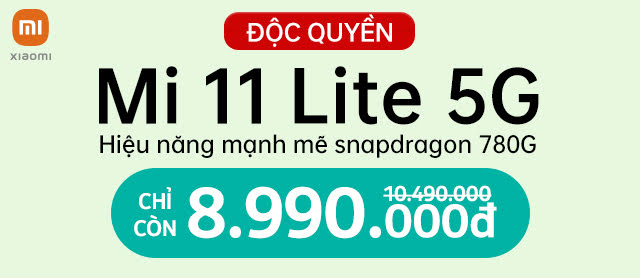 mi
xiaomi
ĐỘC QUYỀN
Mi 11 Lite 5G
Hiệu năng mạnh mẽ snapdragon 780G
CHỈ
CÒN
10.490.000
8.990.000đ